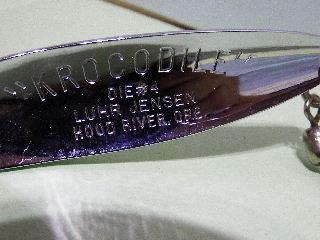 "KROCODILE"
DIE #4
LUHR JENSEN
HOOD RIVER, ORE.